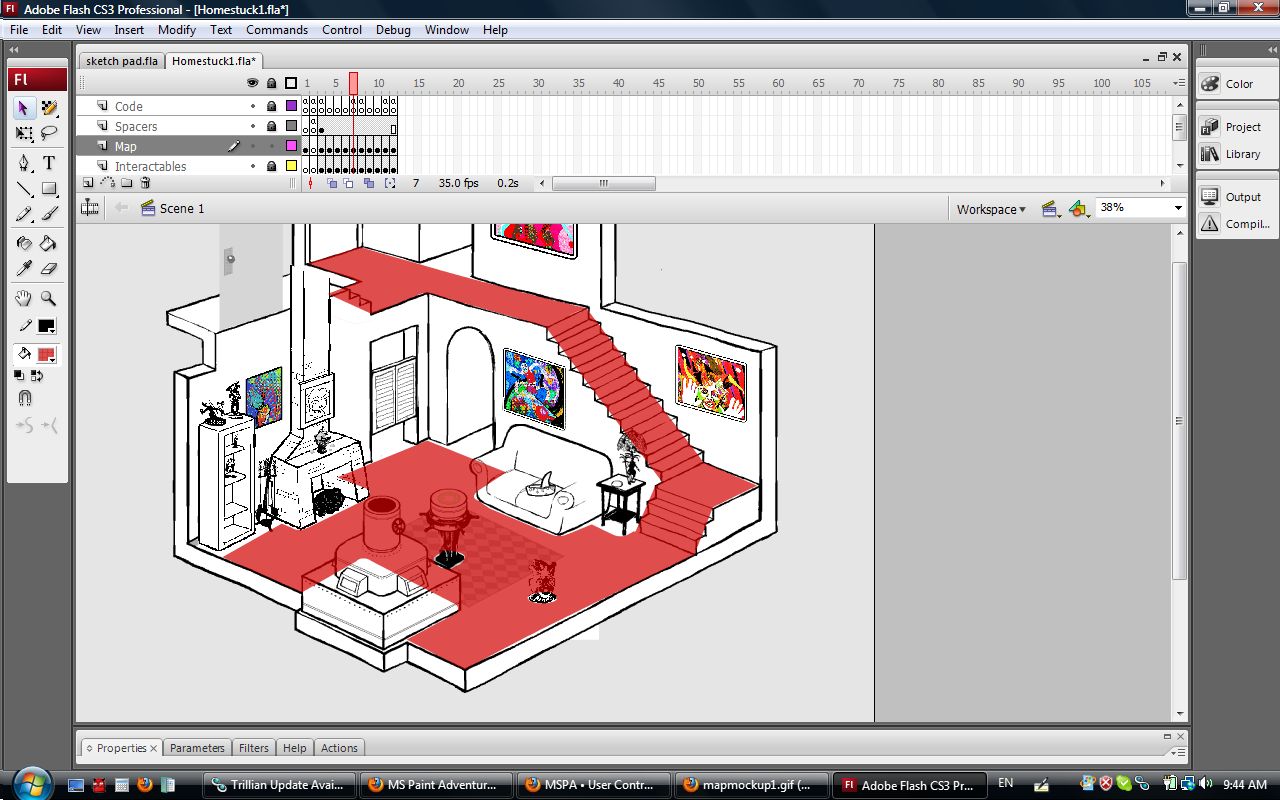 Adobe Flash CS3 Professional - [Homestuck1.fla*]
File Edit View Insert Modify Text Commands Control Debug Window Help
sketch pad.fla Homestuck1.fla*
Fl
1 5 10 15 20 25 30 35 40 45 50 55 60 65 70 75 80 85 90 95 100 105
Code
Spacers
Map
Interactables
7 35.0 fps 0.2s
Scene 1
Workspace
38%
Color
Project
Library
Output
Compil...
T
Properties Parameters Filters Help Actions
Trillian Update Avai... MS Paint Adventur... MSPA • User Contr... mapmockup1.gif (... Adobe Flash CS3 Pr... EN 9:44 AM